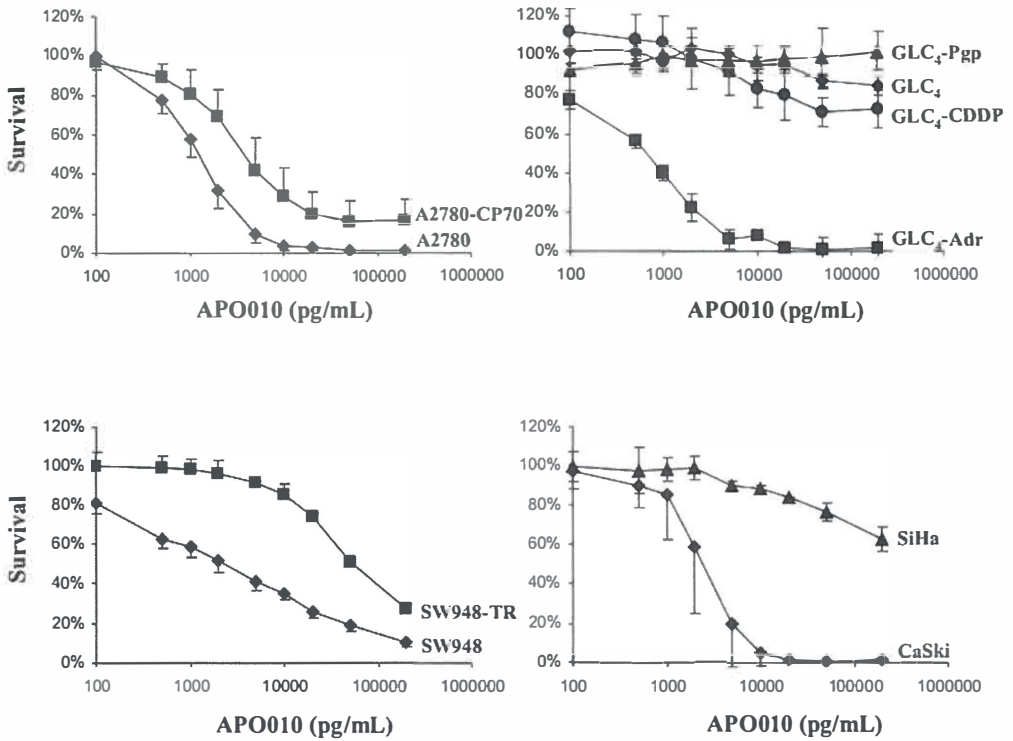 120%
100%
80%
60%
40%
20%
0%
Survival
A2780-CP70
A2780
100 1000 10000 100000 1000000
APO010 (pg/mL)
120%
100%
80%
60%
40%
20%
0%
GLC4-Pgp
GLC4
GLC4-CDDP
GLC -Adr
100 1000 10000 100000 1000000
APO010 (pg/mL)
120%
100%
80%
60%
40%
20%
0%
Survival
SW948-TR
SW948
100 1000 10000 100000 1000000
APO010 (pg/mL)
120%
100%
80%
60%
40%
20%
0%
SiHa
CaSki
100 1000 10000 100000 1000000
APO010 (pg/mL)